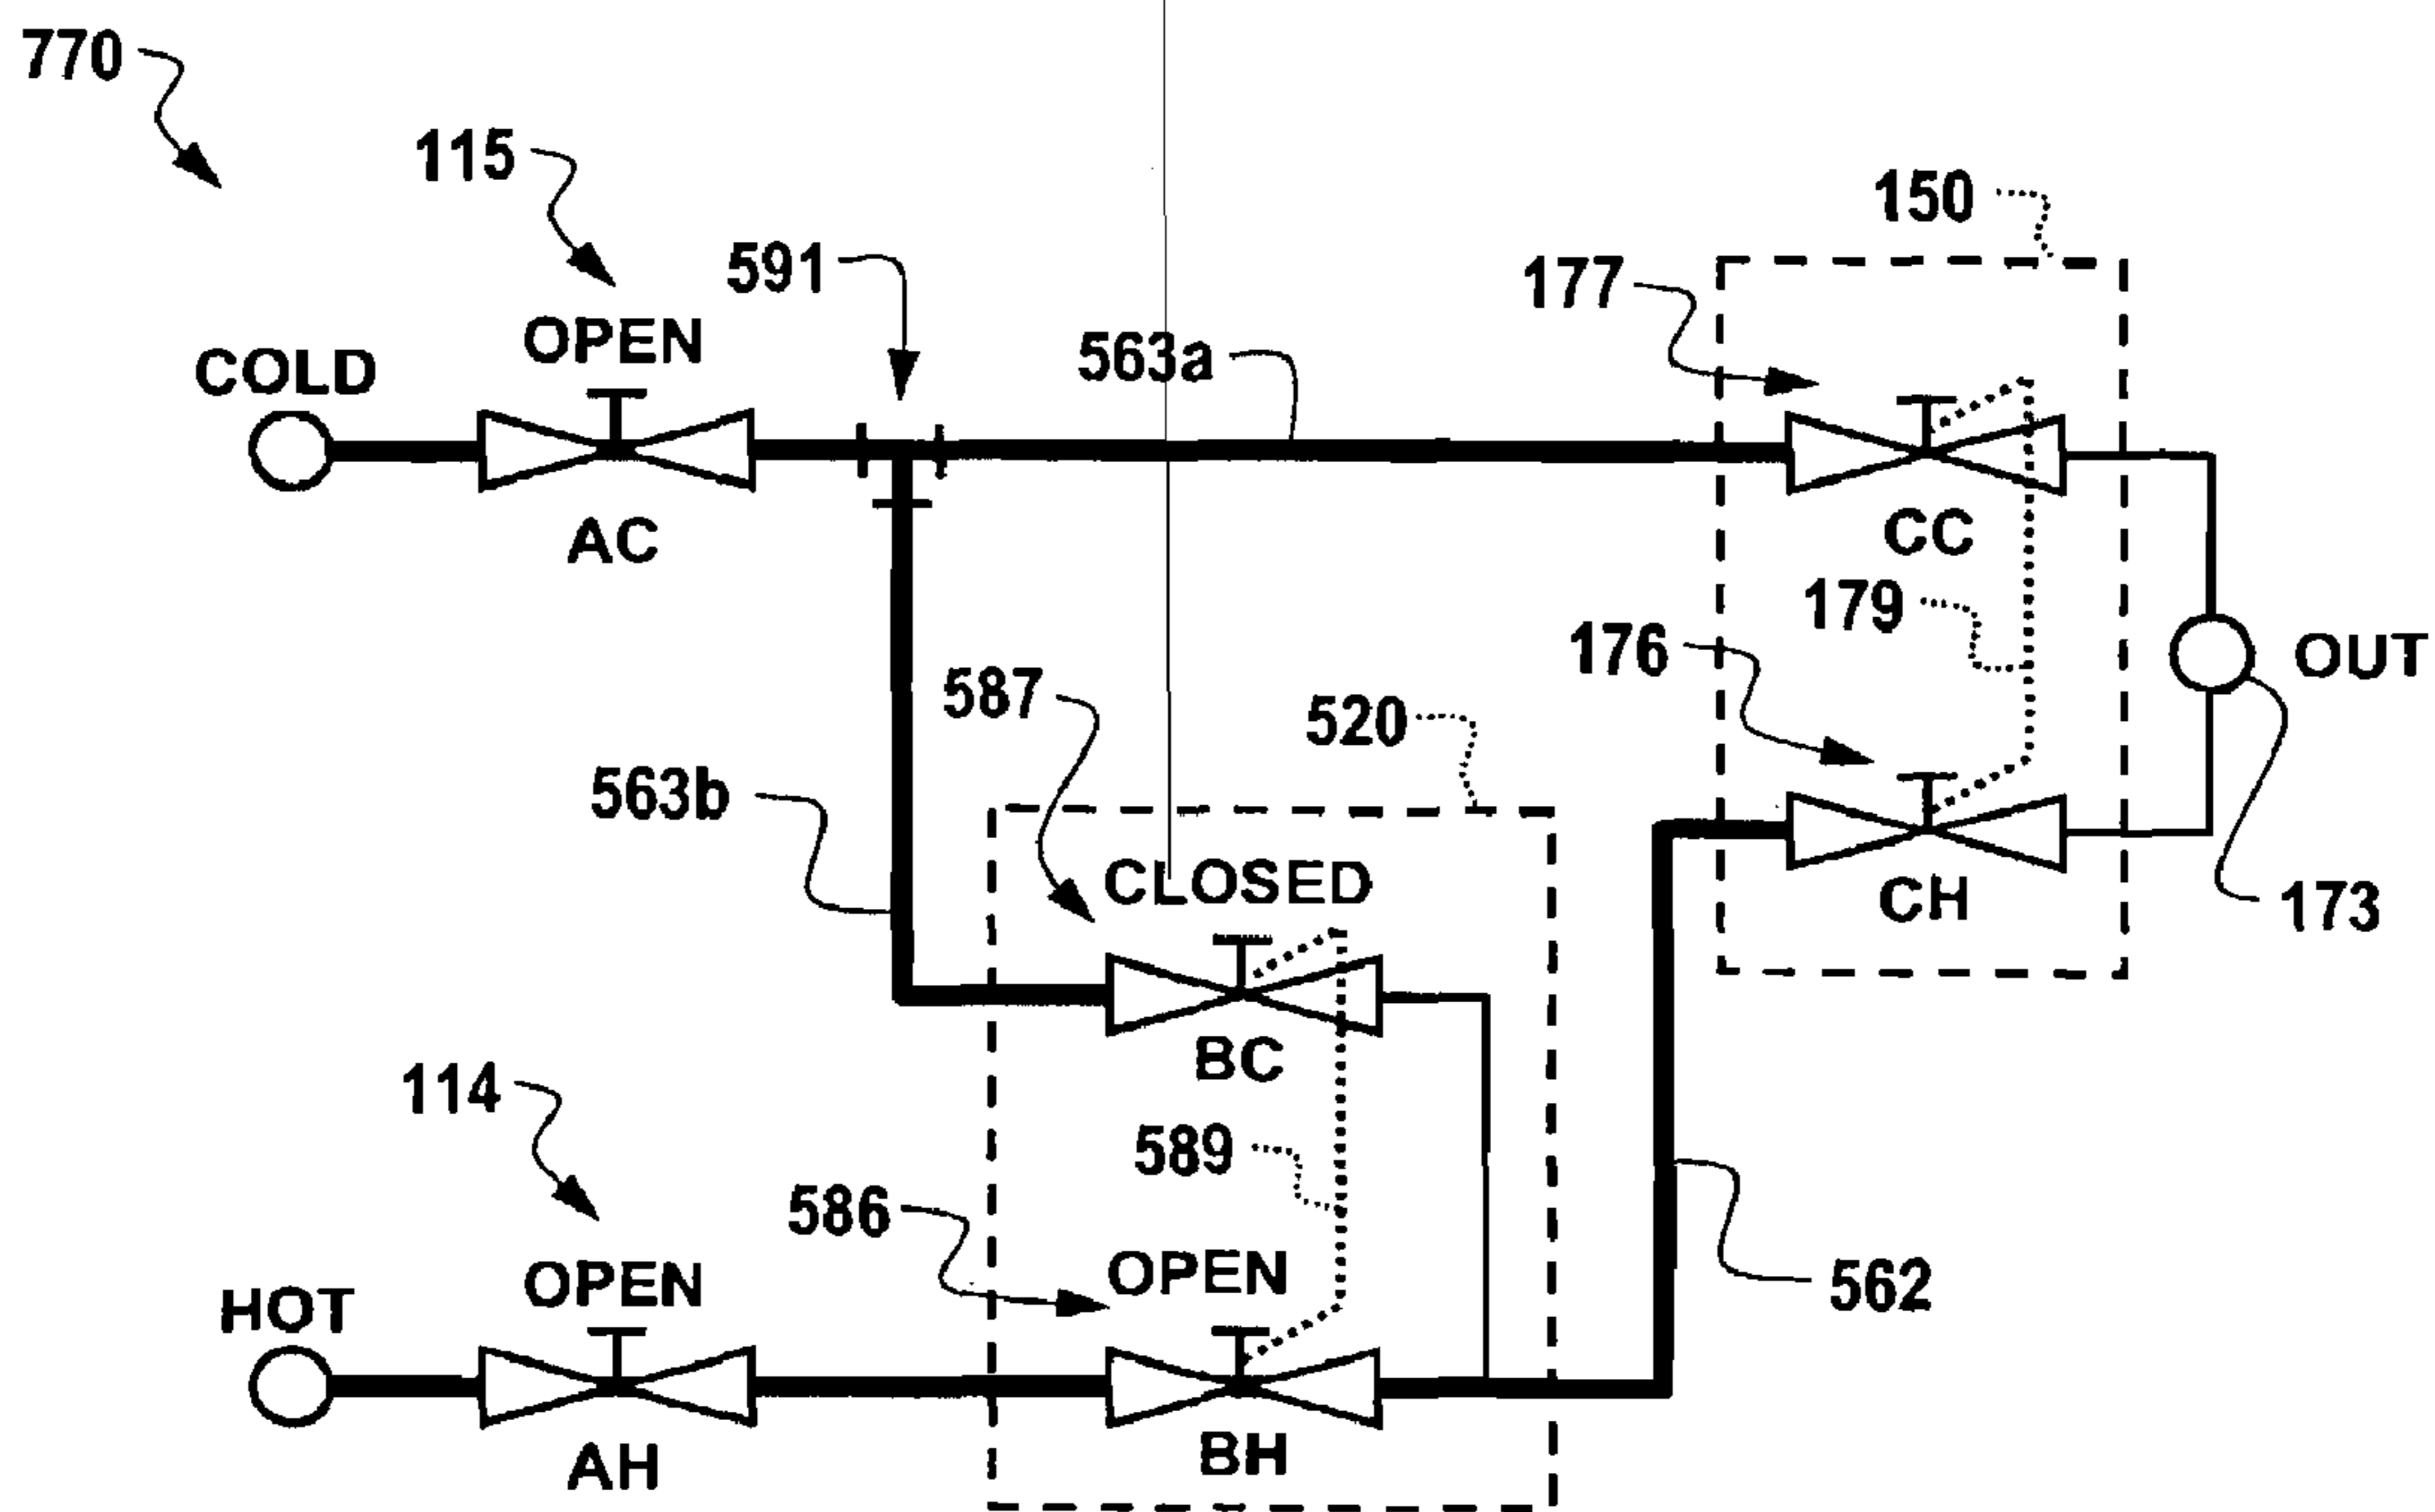 770
115
150
591
177
OPEN
563a
COLD
AC
CC
179
176
OUT
587
520
563b
CLOSED
CH
173
BC
114
589
586
OPEN
OPEN
562
HOT
BH
AH